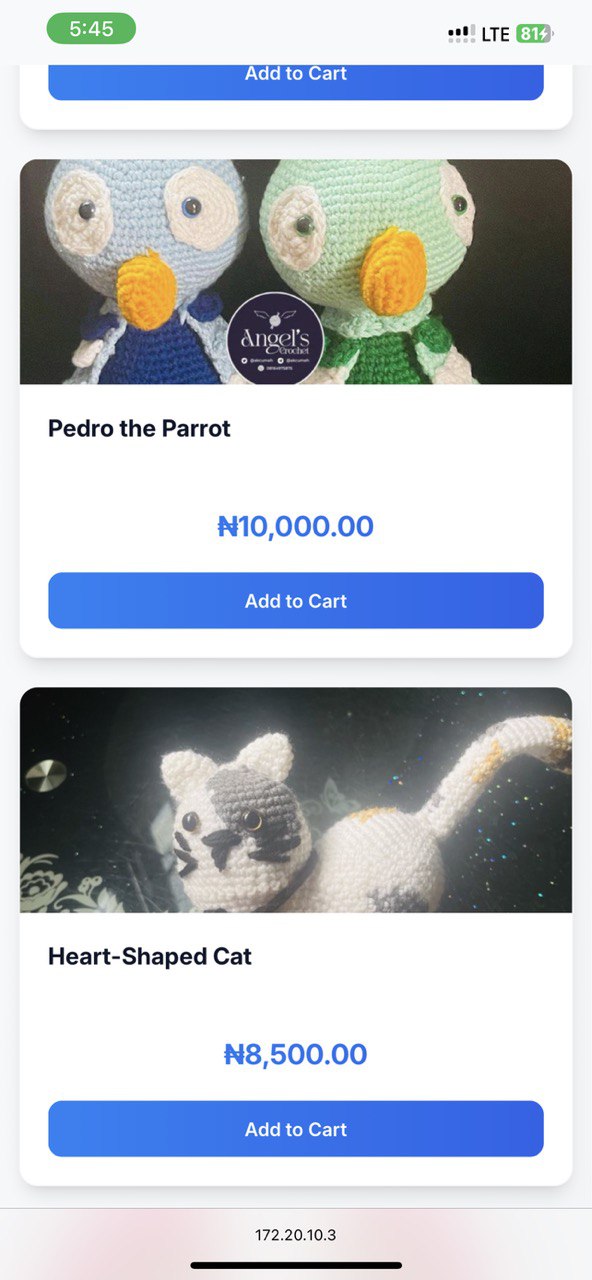 5:45
LTE 81
Add to Cart
Angel's
Crochet
Pedro the Parrot
₦10,000.00
Add to Cart
Heart-Shaped Cat
₦8,500.00
Add to Cart
172.20.10.3